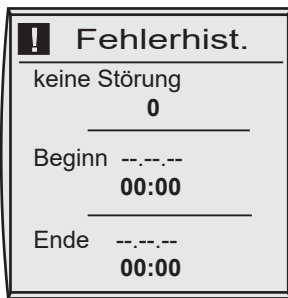 ! Fehlerhist.
keine Störung
0
Beginn --.--.--
00:00
Ende --.--.--
00:00